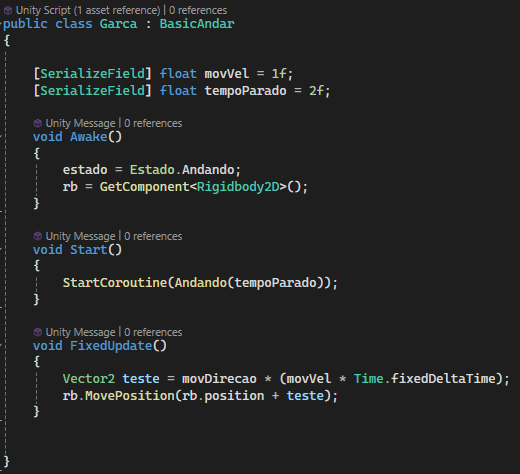 Unity Script (1 asset reference) | 0 references
public class Garca : BasicAndar
{
[SerializeField] float movVel = 1f;
[SerializeField] float tempoParado = 2f;
Unity Message | 0 references
void Awake()
{
estado = Estado.Andando;
rb = GetComponent<Rigidbody2D>();
}
Unity Message | 0 references
void Start()
{
StartCoroutine(Andando(tempoParado));
}
Unity Message | 0 references
void FixedUpdate()
{
Vector2 teste = movDirecao * (movVel * Time.fixedDeltaTime);
rb.MovePosition(rb.position + teste);
}
}